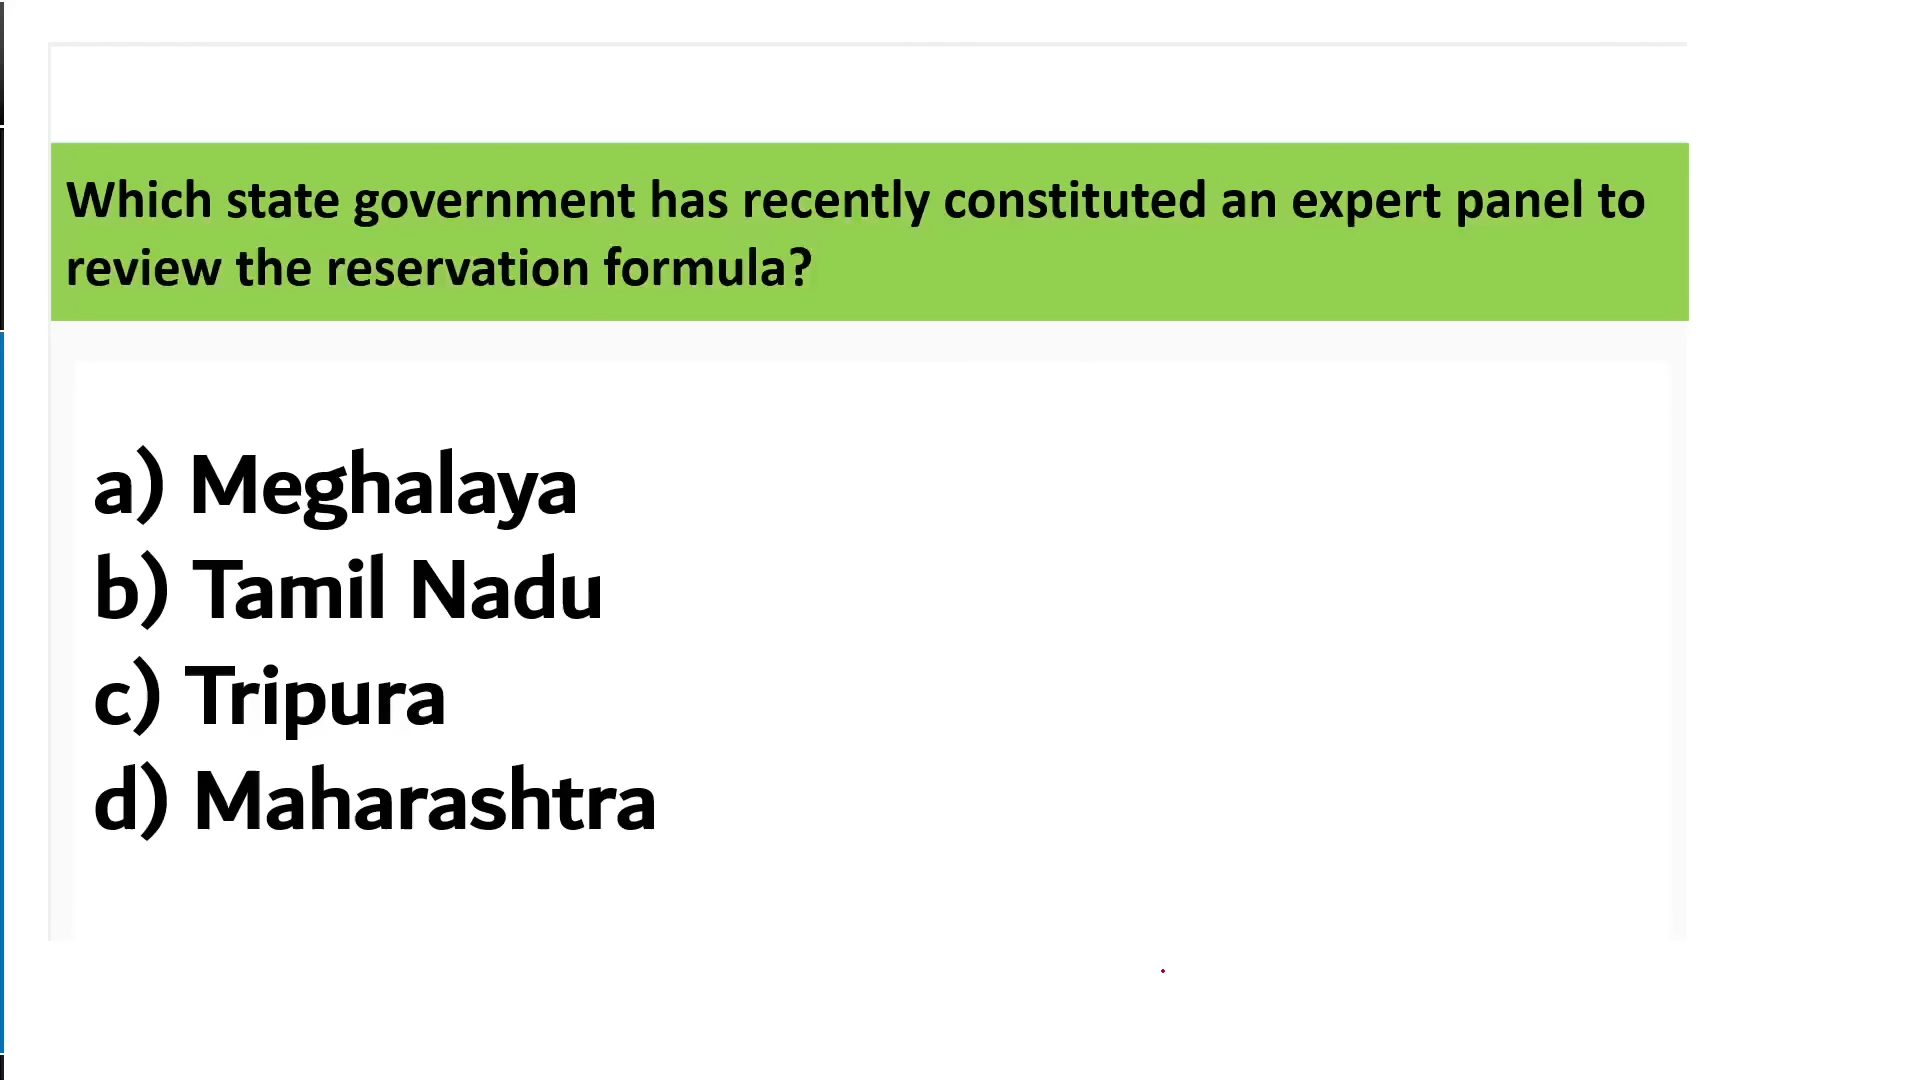 Which state government has recently constituted an expert panel to
review the reservation formula?
a) Meghalaya
b) Tamil Nadu
c) Tripura
d) Maharashtra